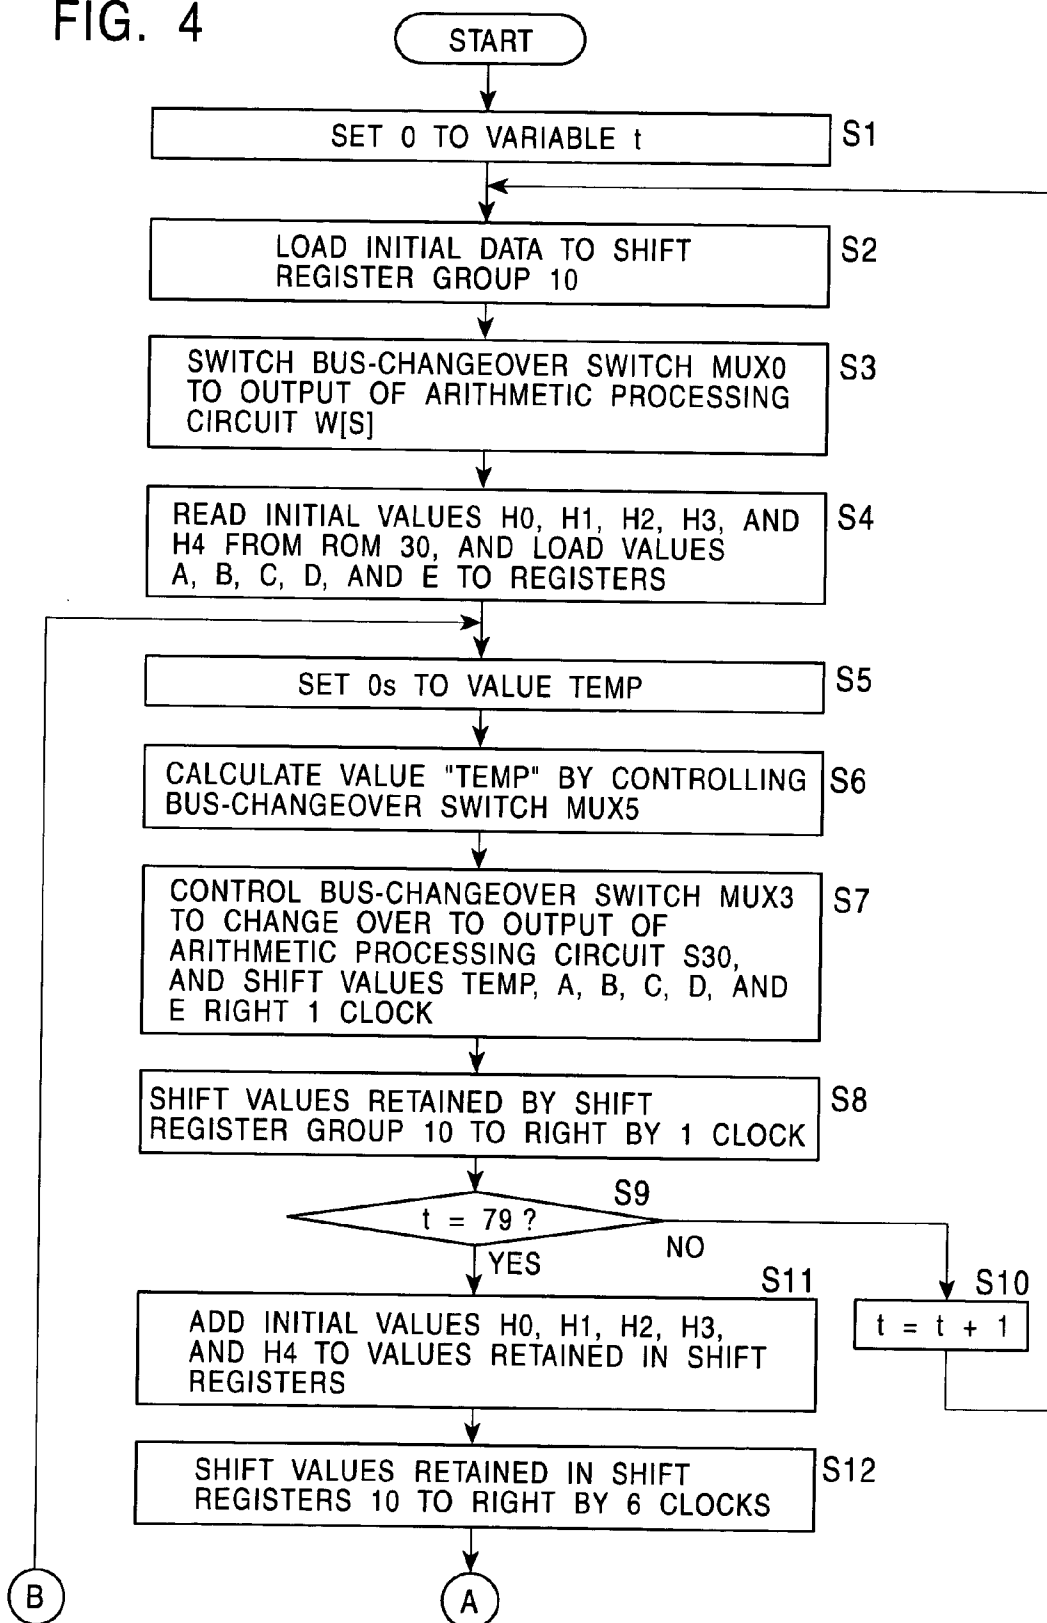 FIG. 4
START
SET 0 TO VARIABLE t
S1
LOAD INITIAL DATA TO SHIFT
REGISTER GROUP 10
S2
SWITCH BUS-CHANGEOVER SWITCH MUX0
TO OUTPUT OF ARITHMETIC PROCESSING
CIRCUIT W[S]
S3
READ INITIAL VALUES H0, H1, H2, H3, AND
H4 FROM ROM 30, AND LOAD VALUES
A, B, C, D, AND E TO REGISTERS
S4
SET 0s TO VALUE TEMP
S5
CALCULATE VALUE "TEMP" BY CONTROLLING
BUS-CHANGEOVER SWITCH MUX5
S6
CONTROL BUS-CHANGEOVER SWITCH MUX3
TO CHANGE OVER TO OUTPUT OF
ARITHMETIC PROCESSING CIRCUIT S30,
AND SHIFT VALUES TEMP, A, B, C, D, AND
E RIGHT 1 CLOCK
S7
SHIFT VALUES RETAINED BY SHIFT
REGISTER GROUP 10 TO RIGHT BY 1 CLOCK
S8
t = 79 ?
S9
NO
YES
S10
t = t + 1
S11
ADD INITIAL VALUES H0, H1, H2, H3,
AND H4 TO VALUES RETAINED IN SHIFT
REGISTERS
SHIFT VALUES RETAINED IN SHIFT
REGISTERS 10 TO RIGHT BY 6 CLOCKS
S12
B
A